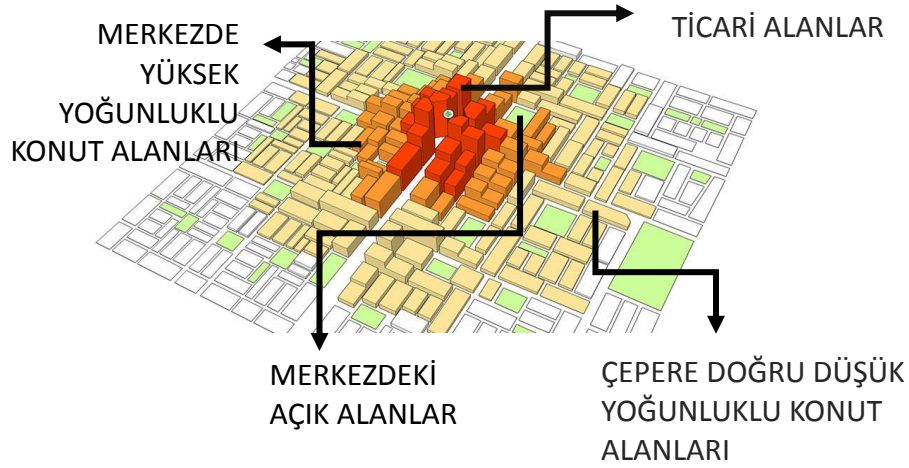 MERKEZDE
YÜKSEK
YOĞUNLUKLU
KONUT ALANLARI
TİCARİ ALANLAR
MERKEZDEKİ
AÇIK ALANLAR
ÇEPERE DOĞRU DÜŞÜK
YOĞUNLUKLU KONUT
ALANLARI